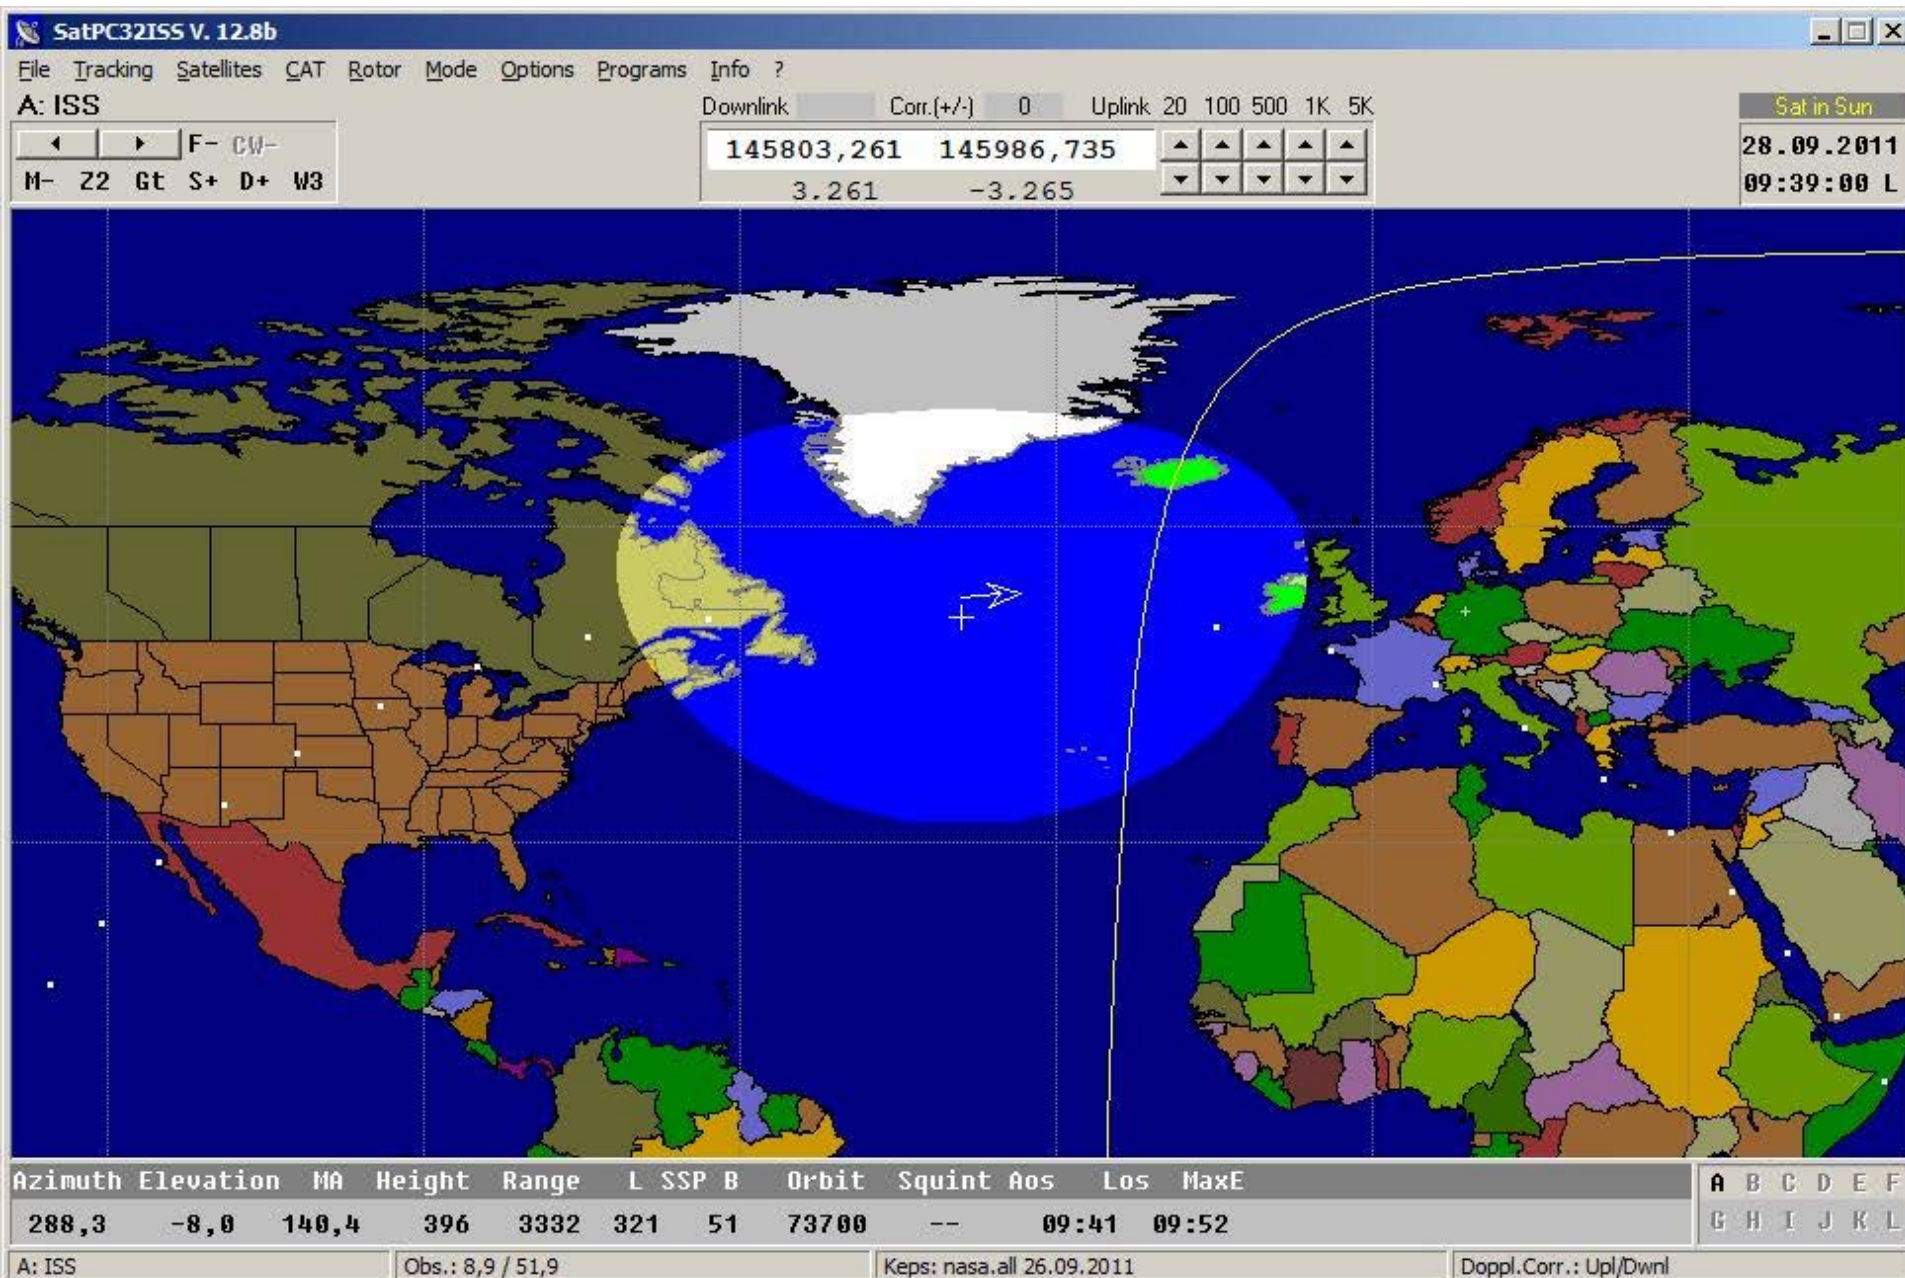 SatPC32ISS V. 12.8b
File Tracking Satellites CAT Rotor Mode Options Programs Info ?
A: ISS
Downlink Corr.(+/-) 0 Uplink 20 100 500 1K 5K
Sat in Sun
F- CW-
145803,261 145986,735
28.09.2011
M- Z2 Gt S+ D+ W3
3.261 -3.265
09:39:00 L
Azimuth Elevation MA Height Range L SSP B Orbit Squint Aos Los MaxE
A B C D E F
288,3 -8,0 140,4 396 3332 321 51 73700 -- 09:41 09:52
G H I J K L
A: ISS
Obs.: 8,9 / 51,9
Keps: nasa.all 26.09.2011
Doppl.Corr.: Upl/Dwnl